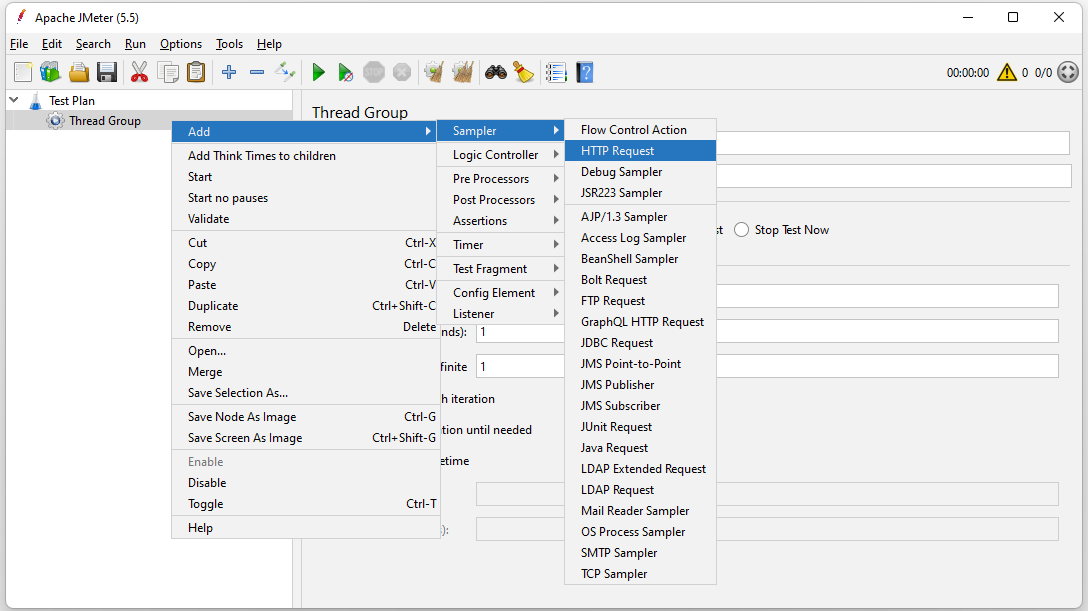 Apache JMeter (5.5)
File Edit Search Run Options Tools Help
STOP
00:00:00 0 0/0
Test Plan
Thread Group
Thread Group
Add
Add Think Times to children
Start
Start no pauses
Validate
Cut Ctrl-X
Copy Ctrl-C
Paste Ctrl-V
Duplicate Ctrl+Shift-C
Remove Delete
Open...
Merge
Save Selection As...
Save Node As Image Ctrl-G
Save Screen As Image Ctrl+Shift-G
Enable
Disable
Toggle Ctrl-T
Help
Sampler
Logic Controller
Pre Processors
Post Processors
Assertions
Timer
Test Fragment
Config Element
Listener
Flow Control Action
HTTP Request
Debug Sampler
JSR223 Sampler
AJP/1.3 Sampler
Access Log Sampler
BeanShell Sampler
Bolt Request
FTP Request
GraphQL HTTP Request
JDBC Request
JMS Point-to-Point
JMS Publisher
JMS Subscriber
JUnit Request
Java Request
LDAP Extended Request
LDAP Request
Mail Reader Sampler
OS Process Sampler
SMTP Sampler
TCP Sampler
st Stop Test Now
nds): 1
finite 1
h iteration
tion until needed
etime
s):